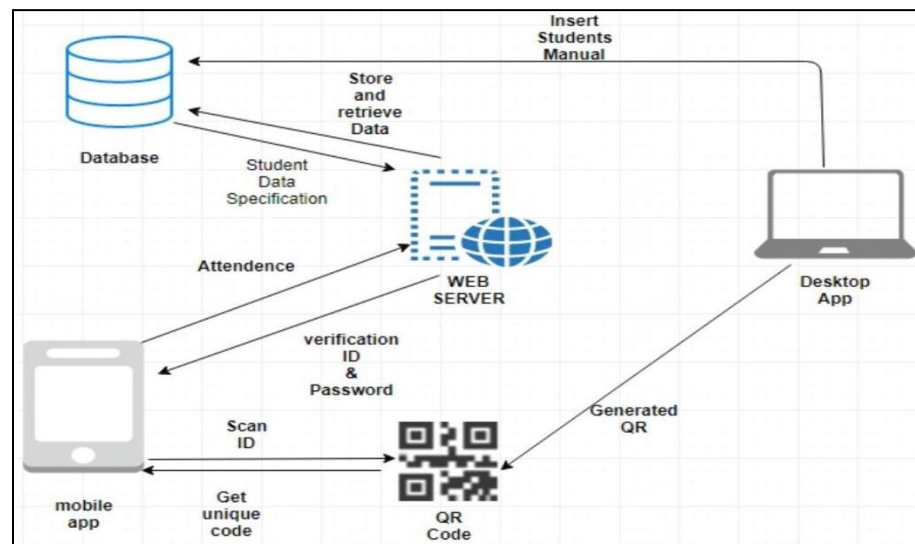 Insert
Students
Manual
Store
and
retrieve
Data
Database
Student
Data
Specification
Attendence
WEB
SERVER
Desktop
App
verification
ID
&
Password
Generated
QR
Scan
ID
mobile
app
Get
unique
code
QR
Code